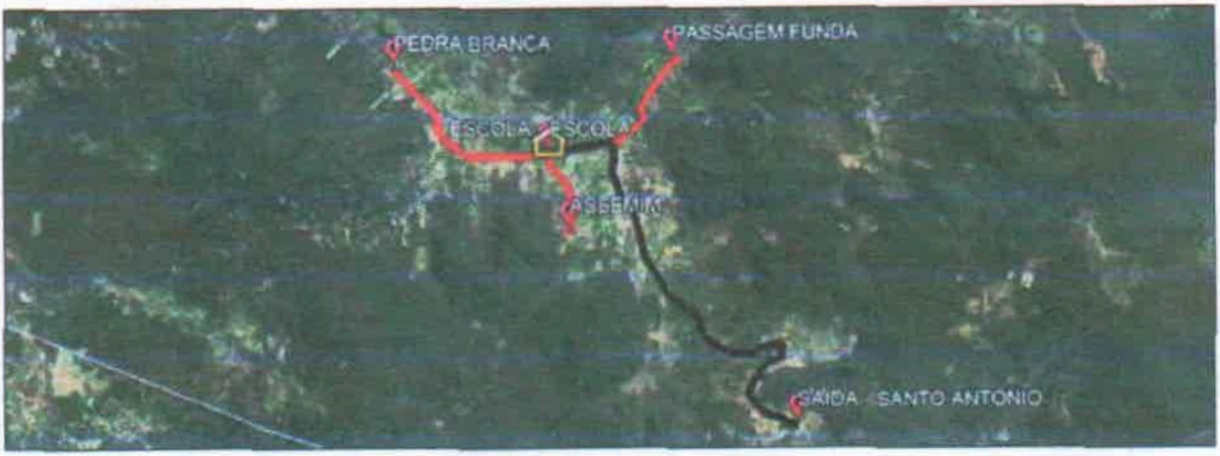 PEDRA BRANCA
PASSAGEM FUNDA
ESCOLA ESCOLA
SAIDA - SANTO ANTONIO